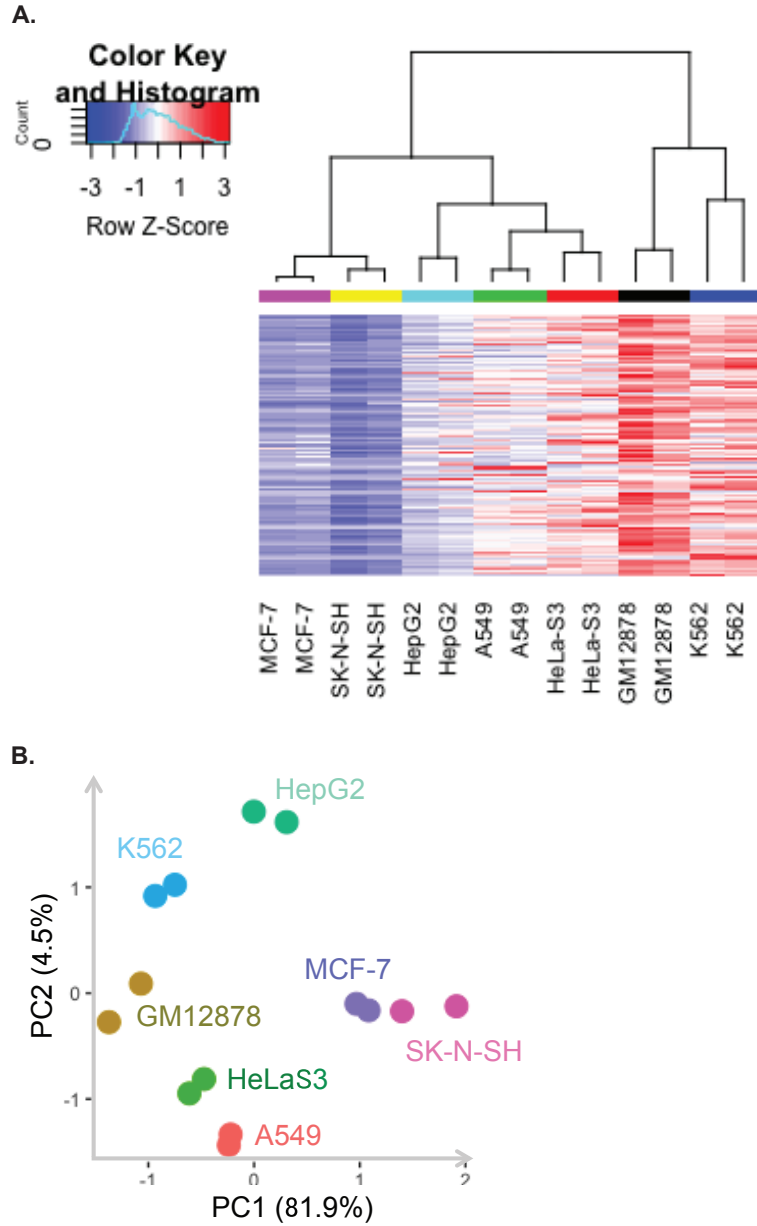 A.
Color Key
and Histogram
Count
0
-3 -1 1 3
Row Z-Score
MCF-7
MCF-7
SK-N-SH
SK-N-SH
HepG2
HepG2
A549
A549
HeLa-S3
HeLa-S3
GM12878
GM12878
K562
K562
B.
HepG2
K562
1
MCF-7
PC2 (4.5%)
0
GM12878
SK-N-SH
HeLaS3
-1
A549
-1 0 1 2
PC1 (81.9%)